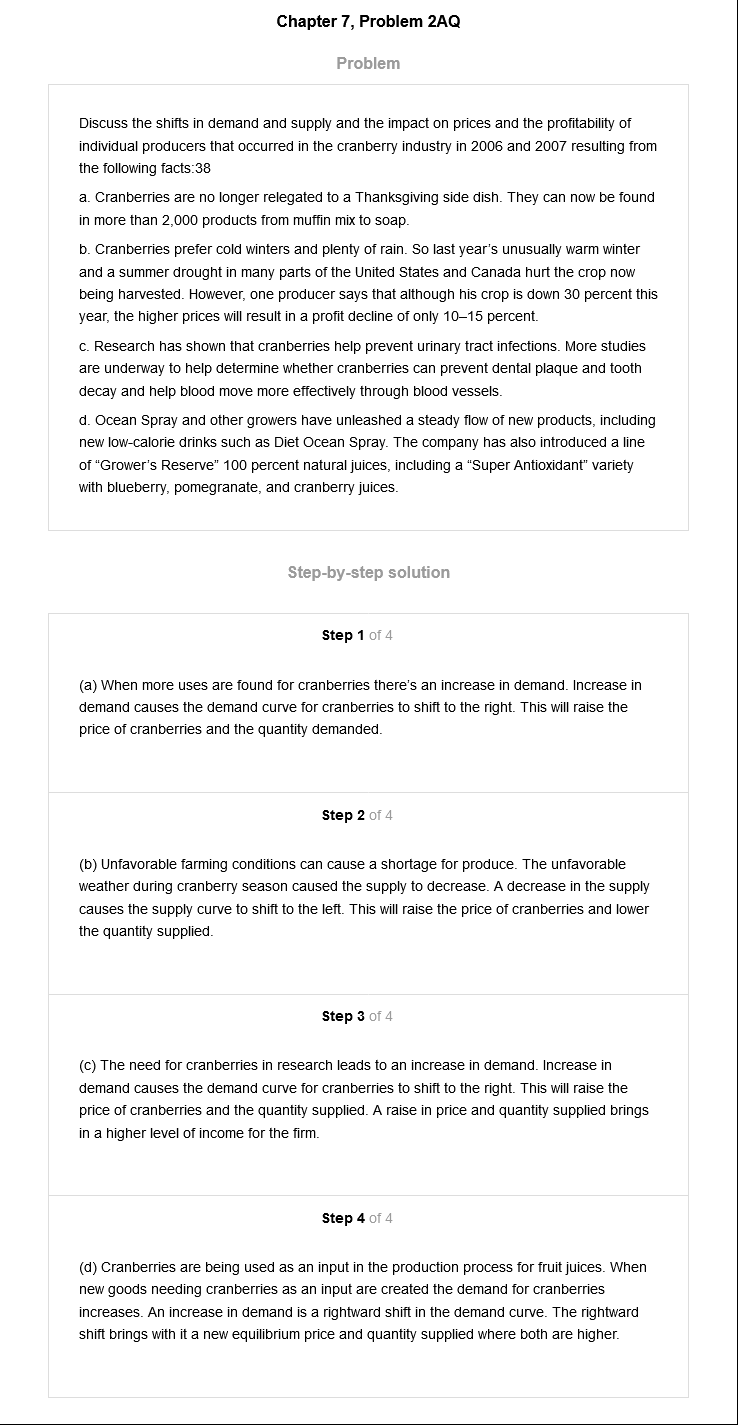 Chapter 7, Problem 2AQ
Problem
Discuss the shifts in demand and supply and the impact on prices and the profitability of
individual producers that occurred in the cranberry industry in 2006 and 2007 resulting from
the following facts:38
a. Cranberries are no longer relegated to a Thanksgiving side dish. They can now be found
in more than 2,000 products from muffin mix to soap.
b. Cranberries prefer cold winters and plenty of rain. So last year’s unusually warm winter
and a summer drought in many parts of the United States and Canada hurt the crop now
being harvested. However, one producer says that although his crop is down 30 percent this
year, the higher prices will result in a profit decline of only 10–15 percent.
c. Research has shown that cranberries help prevent urinary tract infections. More studies
are underway to help determine whether cranberries can prevent dental plaque and tooth
decay and help blood move more effectively through blood vessels.
d. Ocean Spray and other growers have unleashed a steady flow of new products, including
new low-calorie drinks such as Diet Ocean Spray. The company has also introduced a line
of “Grower’s Reserve” 100 percent natural juices, including a “Super Antioxidant” variety
with blueberry, pomegranate, and cranberry juices.
Step-by-step solution
Step 1 of 4
(a) When more uses are found for cranberries there’s an increase in demand. Increase in
demand causes the demand curve for cranberries to shift to the right. This will raise the
price of cranberries and the quantity demanded.
Step 2 of 4
(b) Unfavorable farming conditions can cause a shortage for produce. The unfavorable
weather during cranberry season caused the supply to decrease. A decrease in the supply
causes the supply curve to shift to the left. This will raise the price of cranberries and lower
the quantity supplied.
Step 3 of 4
(c) The need for cranberries in research leads to an increase in demand. Increase in
demand causes the demand curve for cranberries to shift to the right. This will raise the
price of cranberries and the quantity supplied. A raise in price and quantity supplied brings
in a higher level of income for the firm.
Step 4 of 4
(d) Cranberries are being used as an input in the production process for fruit juices. When
new goods needing cranberries as an input are created the demand for cranberries
increases. An increase in demand is a rightward shift in the demand curve. The rightward
shift brings with it a new equilibrium price and quantity supplied where both are higher.